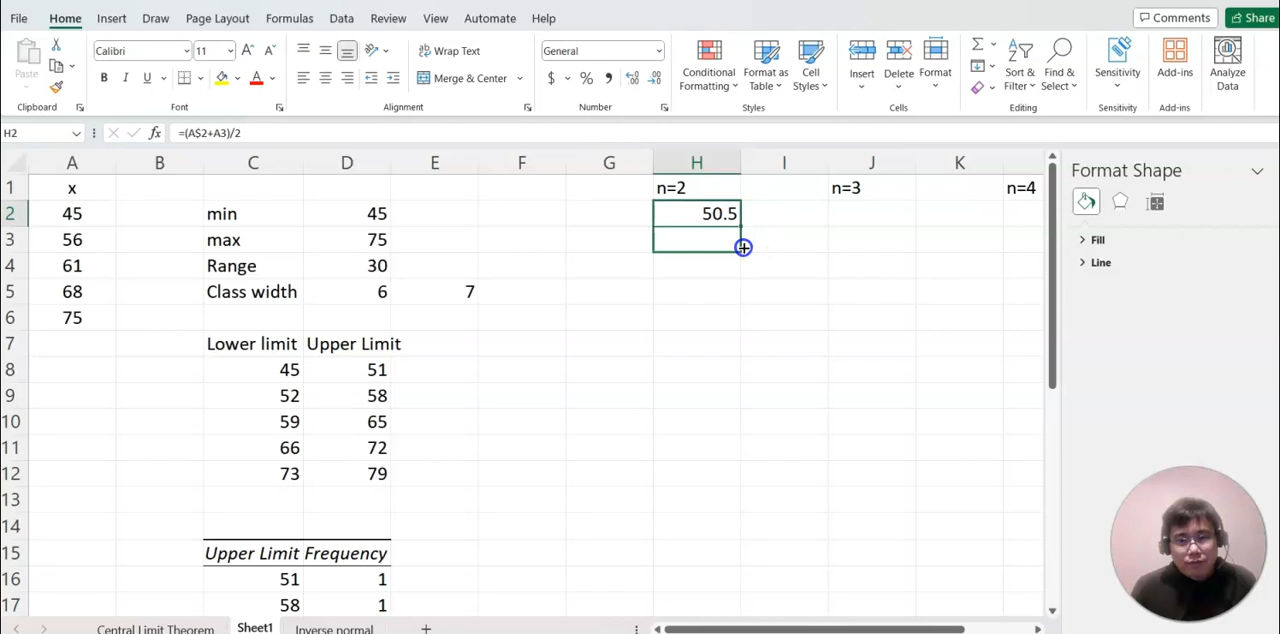 File Home Insert Draw Page Layout Formulas Data Review View Automate Help Comments Share
Calibri 11 A A Wrap Text General
Paste B I U A Merge & Center $ % 9 Conditional Formatting Format as Table Cell Styles Insert Delete Format Sort & Filter Find & Select Sensitivity Add-ins Analyze Data
Clipboard Font Alignment Number Styles Cells Editing Sensitivity Add-ins
H2 fx =(A$2+A3)/2
A B C D E F G H I J K
1 x n=2 n=3 n=4
2 45 min 45 50.5
3 56 max 75
4 61 Range 30
5 68 Class width 6 7
6 75
7 Lower limit Upper Limit
8 45 51
9 52 58
10 59 65
11 66 72
12 73 79
13
14
15 Upper Limit Frequency
16 51 1
17 58 1
Central Limit Theorem Sheet1 Inverse normal
Format Shape
Fill
Line